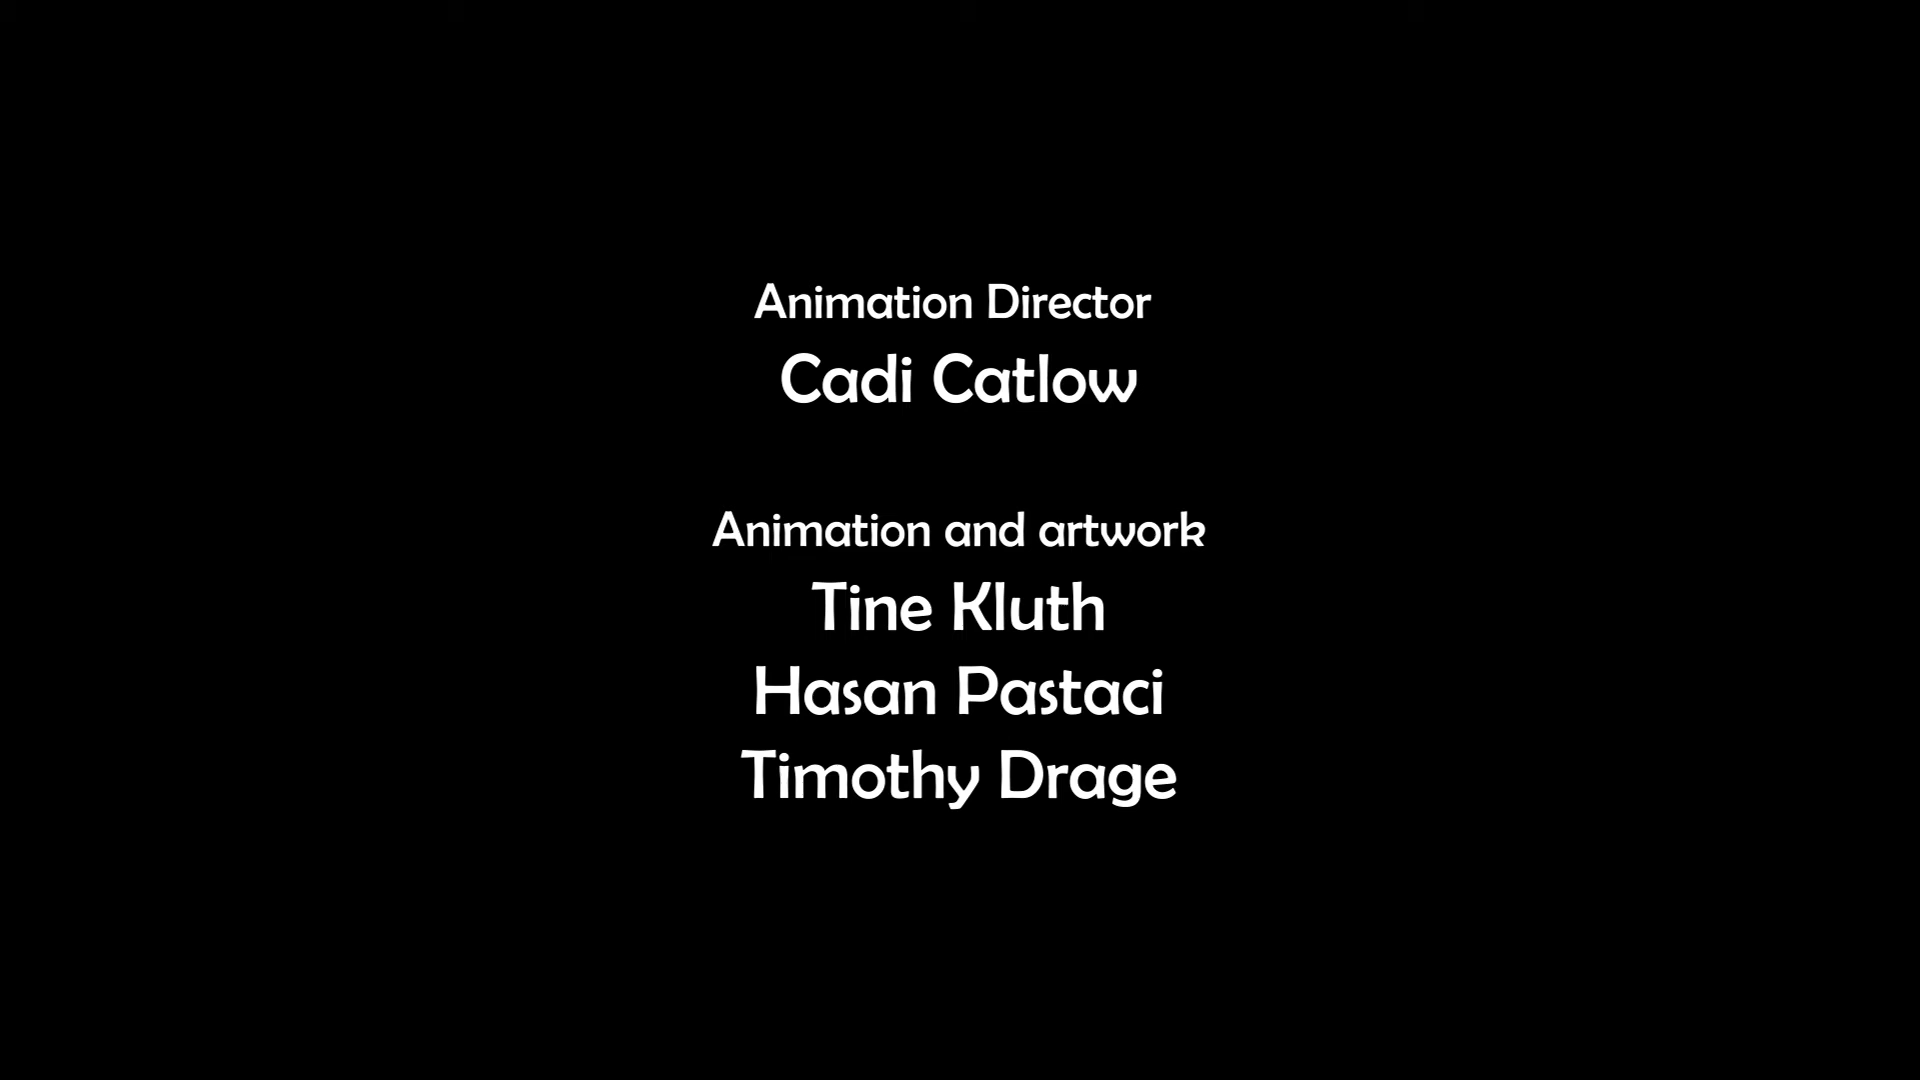 Animation Director
Cadi Catlow
Animation and artwork
Tine Kluth
Hasan Pastaci
Timothy Drage